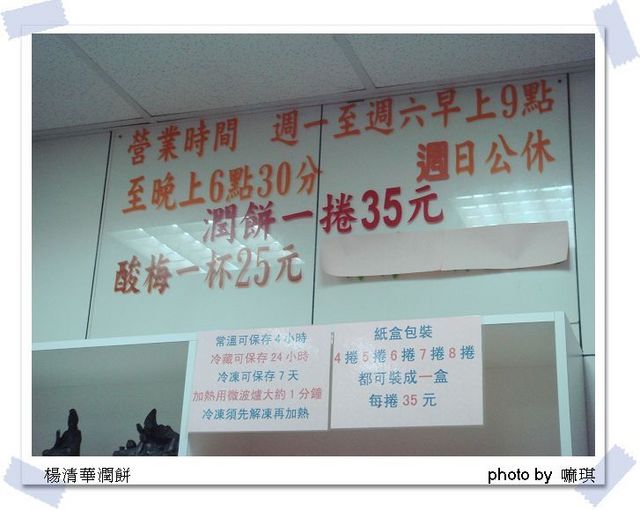 營業時間 週一至週六早上9點
至晚上6點30分 週日公休
潤餅一捲35元
酸梅一杯25元
常溫可保存4小時
冷藏可保存24小時
冷凍可保存7天
加熱用微波爐大約1分鐘
冷凍須先解凍再加熱
紙盒包裝
4捲5捲6捲7捲8捲
都可裝成一盒
每捲35元
楊清華潤餅
photo by 嘛琪